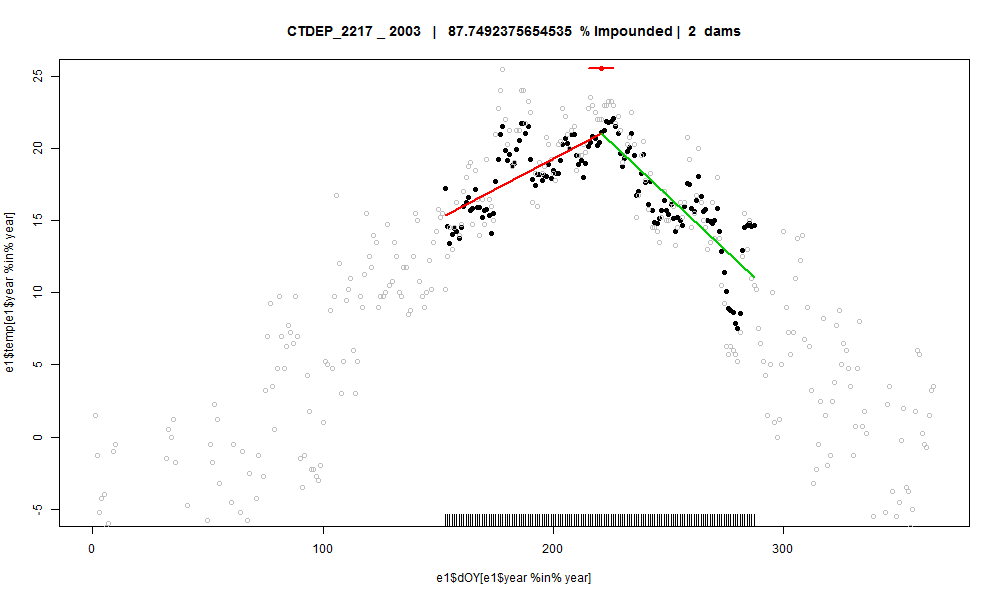 CTDEP_2217 _ 2003 | 87.7492375654535 % Impounded | 2 dams
e1$temp[e1$year %in% year]
25
20
15
10
5
0
-5
0 100 200 300
e1$dOY[e1$year %in% year]